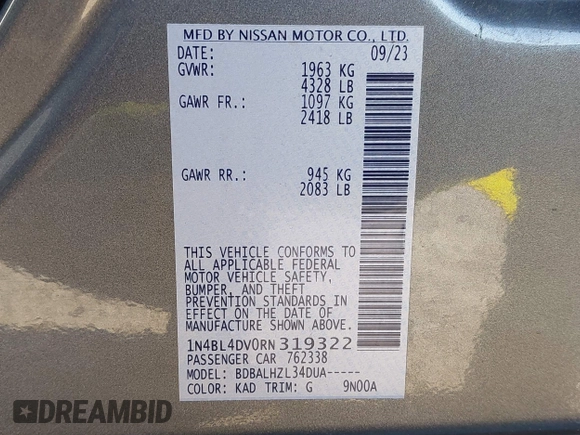 MFD BY NISSAN MOTOR CO., LTD.
DATE: 09/23
GVWR: 1963 KG
4328 LB
GAWR FR.: 1097 KG
2418 LB
GAWR RR.: 945 KG
2083 LB
THIS VEHICLE CONFORMS TO
ALL APPLICABLE FEDERAL
MOTOR VEHICLE SAFETY,
BUMPER, AND THEFT
PREVENTION STANDARDS IN
EFFECT ON THE DATE OF
MANUFACTURE SHOWN ABOVE.
1N4BL4DV0RN319322
PASSENGER CAR 762338
MODEL: BDBALHZL34DUA-----
COLOR: KAD TRIM: G 9N00A
DREAMBID